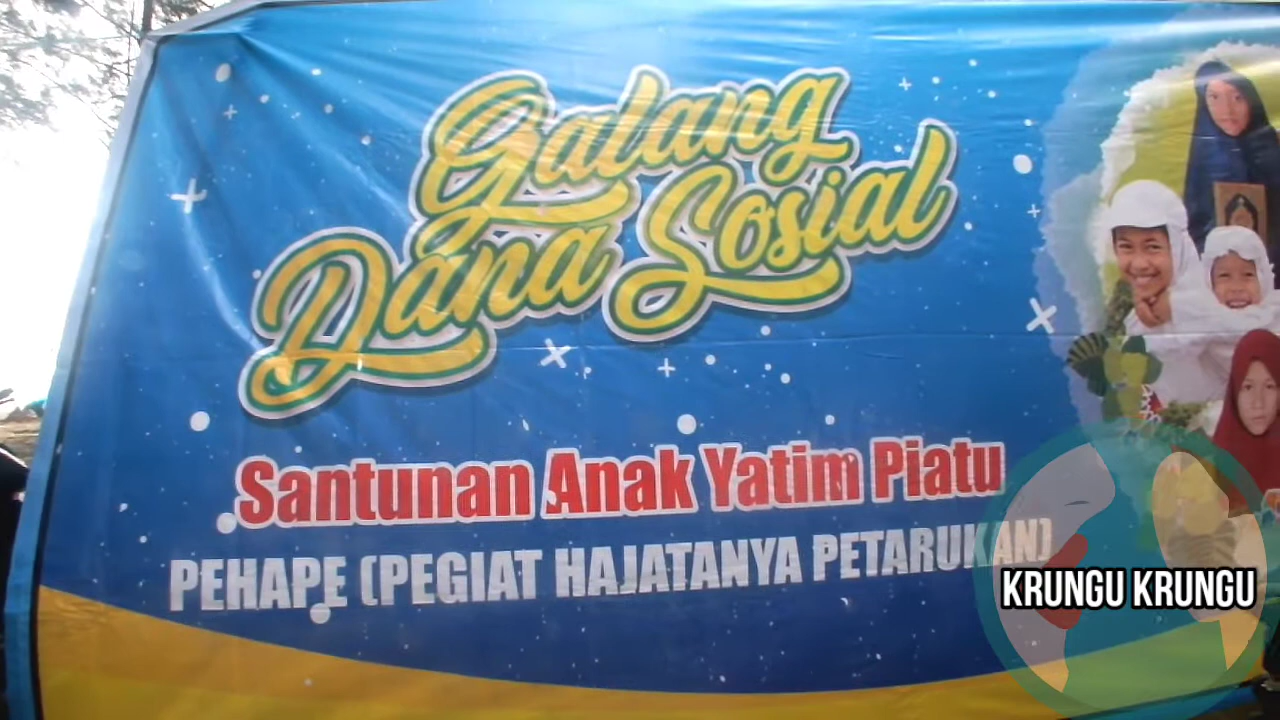 Galang
Dana Sosial
Santunan Anak Yatim Piatu
PEHAPE (PEGIAT HAJATANYA PETARUKAN)
KRUNGU KRUNGU